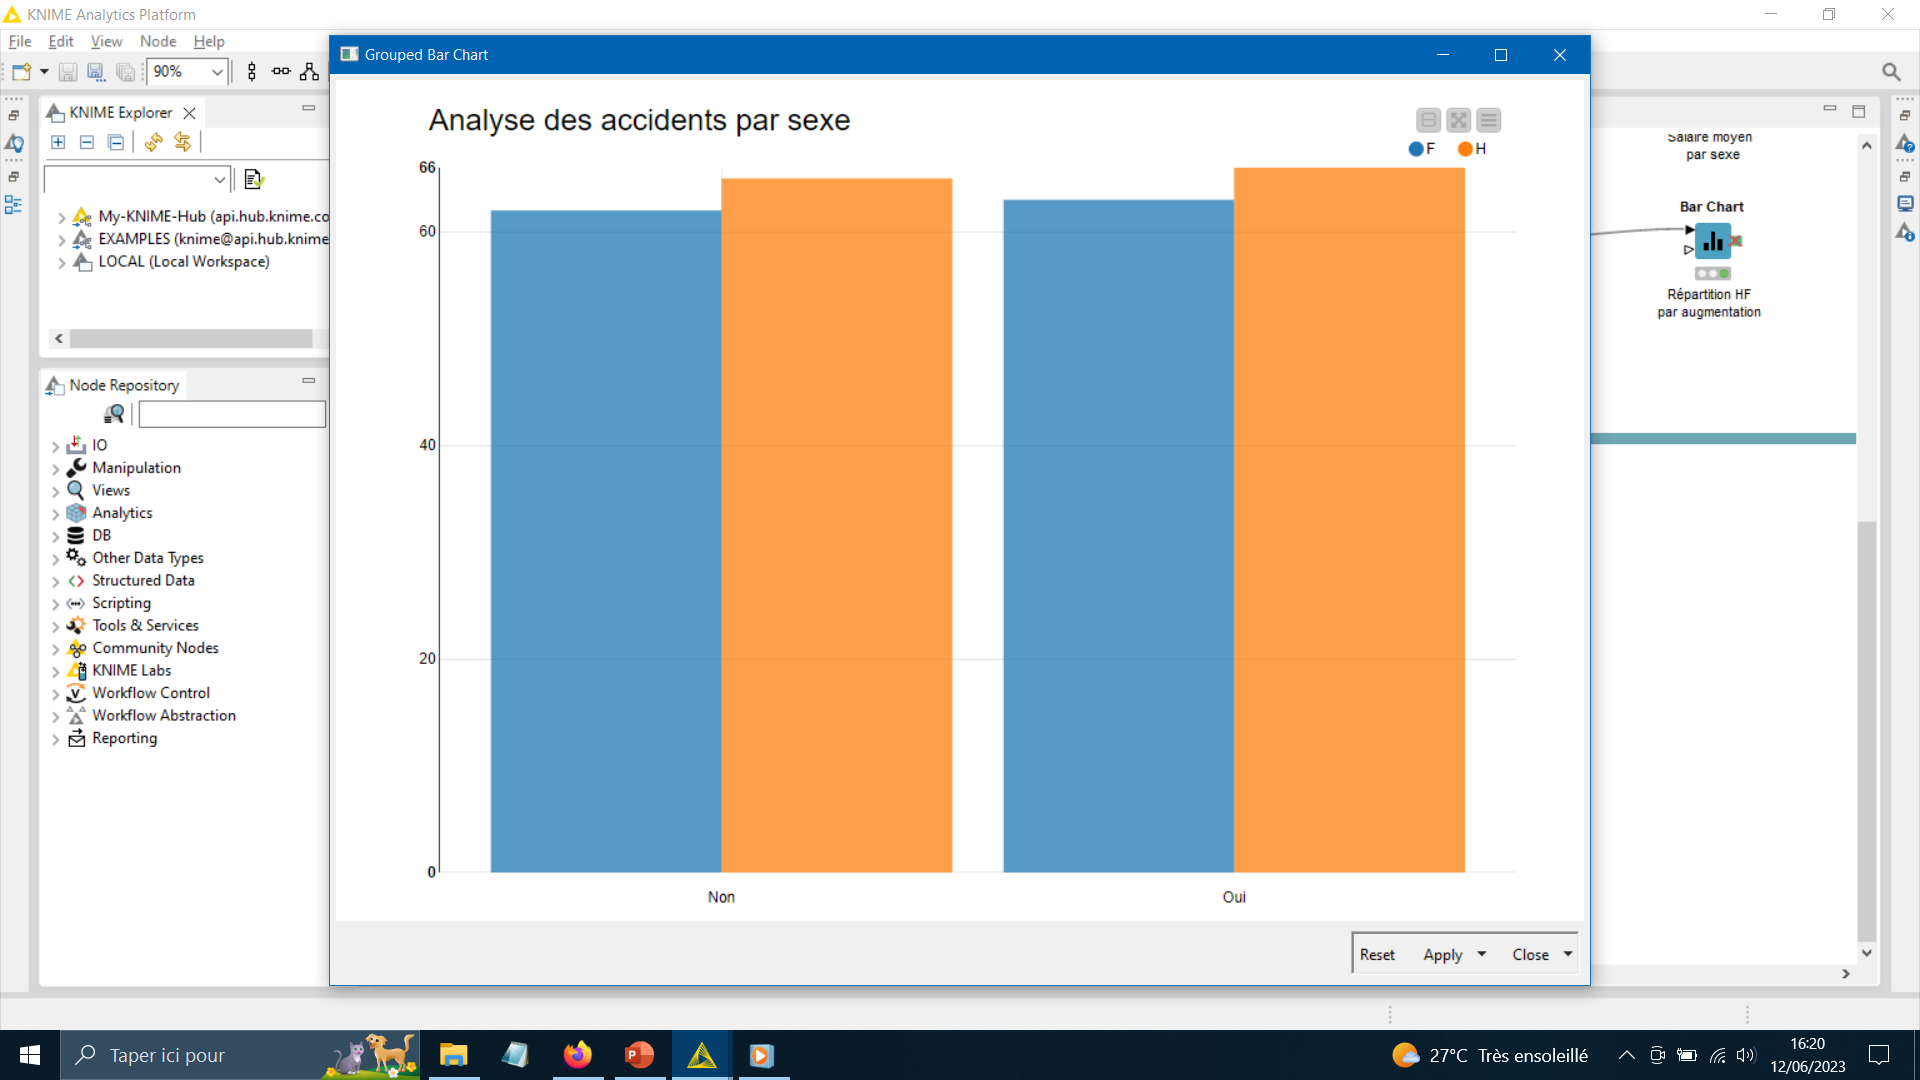 KNIME Analytics Platform
File Edit View Node Help
90%
KNIME Explorer
My-KNIME-Hub (api.hub.knime.co
EXAMPLES (knime@api.hub.knime
LOCAL (Local Workspace)
Node Repository
IO
Manipulation
Views
Analytics
DB
Other Data Types
Structured Data
Scripting
Tools & Services
Community Nodes
KNIME Labs
Workflow Control
Workflow Abstraction
Reporting
Grouped Bar Chart
Analyse des accidents par sexe
F H
66
60
40
20
0
Non Oui
Reset Apply Close
Salaire moyen
par sexe
Bar Chart
Répartition HF
par augmentation
Taper ici pour
27°C Très ensoleillé
16:20
12/06/2023